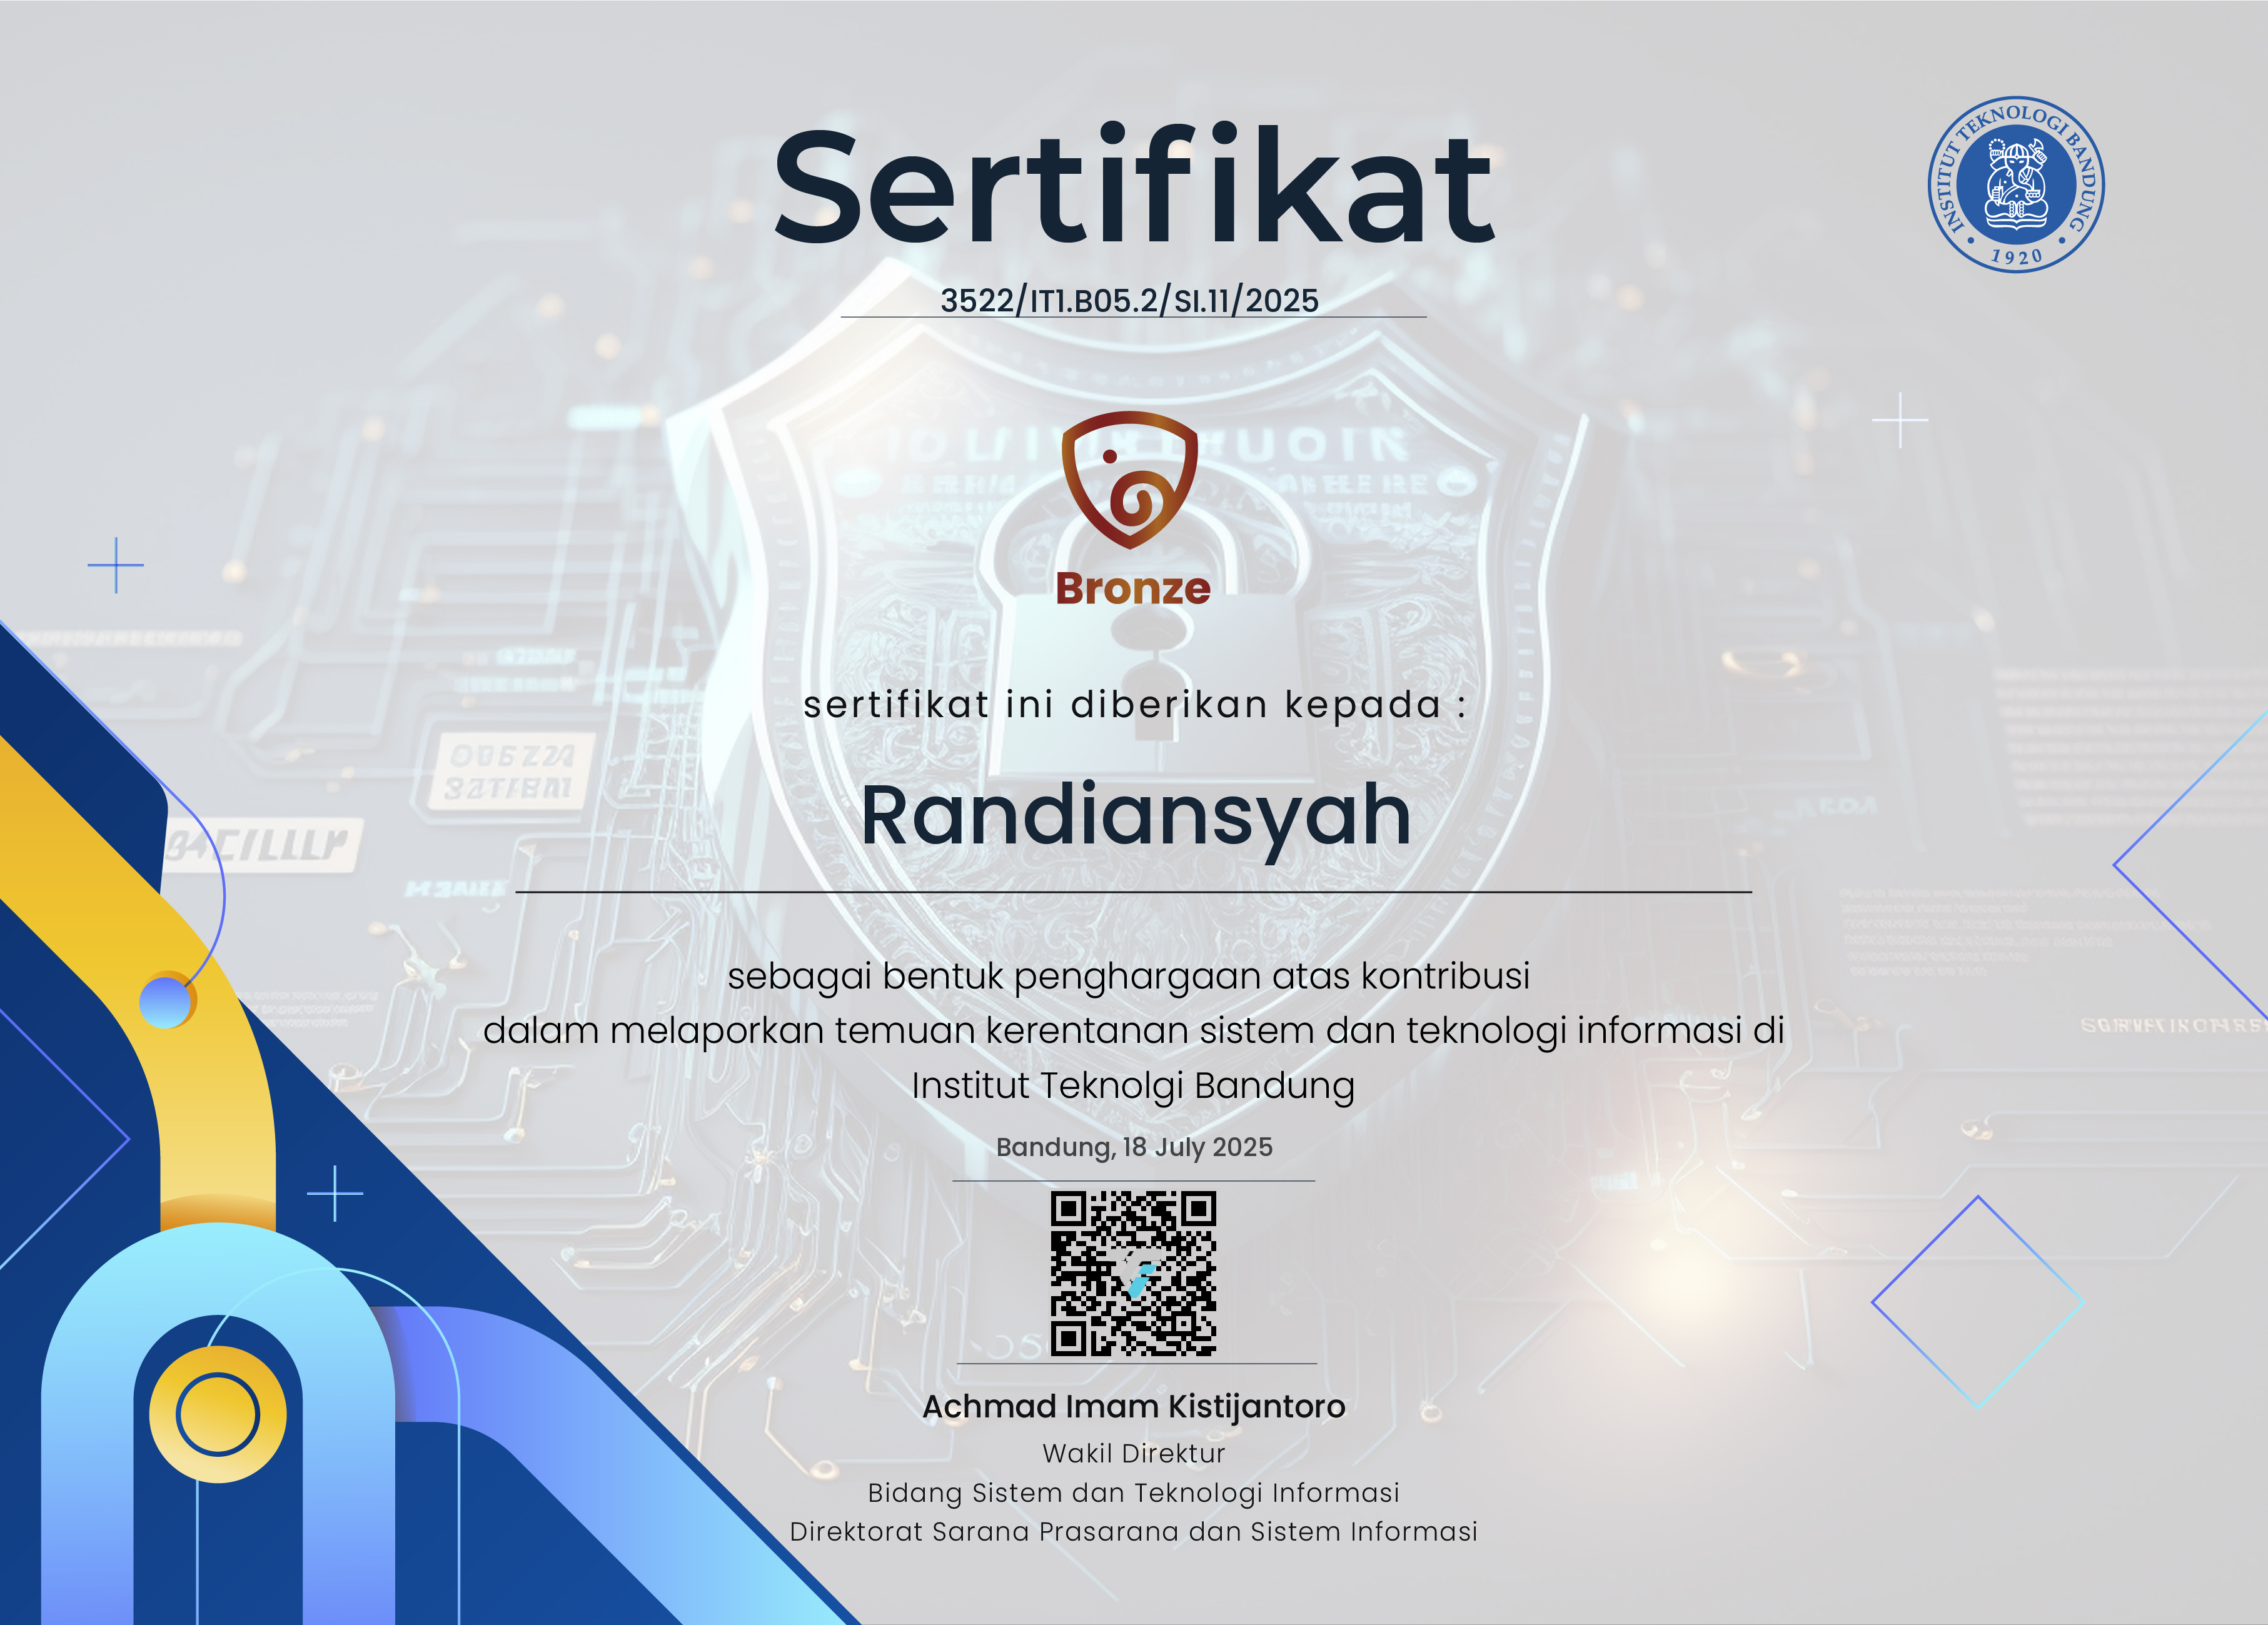 Sertifikat
INSTITUT TEKNOLOGI BANDUNG
1920
3522/IT1.B05.2/SI.11/2025
Bronze
sertifikat ini diberikan kepada :
Randiansyah
sebagai bentuk penghargaan atas kontribusi
dalam melaporkan temuan kerentanan sistem dan teknologi informasi di
Institut Teknolgi Bandung
Bandung, 18 July 2025
Achmad Imam Kistijantoro
Wakil Direktur
Bidang Sistem dan Teknologi Informasi
Direktorat Sarana Prasarana dan Sistem Informasi